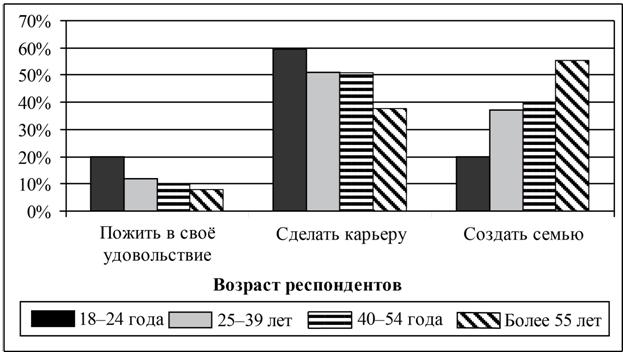 70%
60%
50%
40%
30%
20%
10%
0%
Пожить в своё
удовольствие
Сделать карьеру
Создать семью
Возраст респондентов
18–24 года
25–39 лет
40–54 года
Более 55 лет